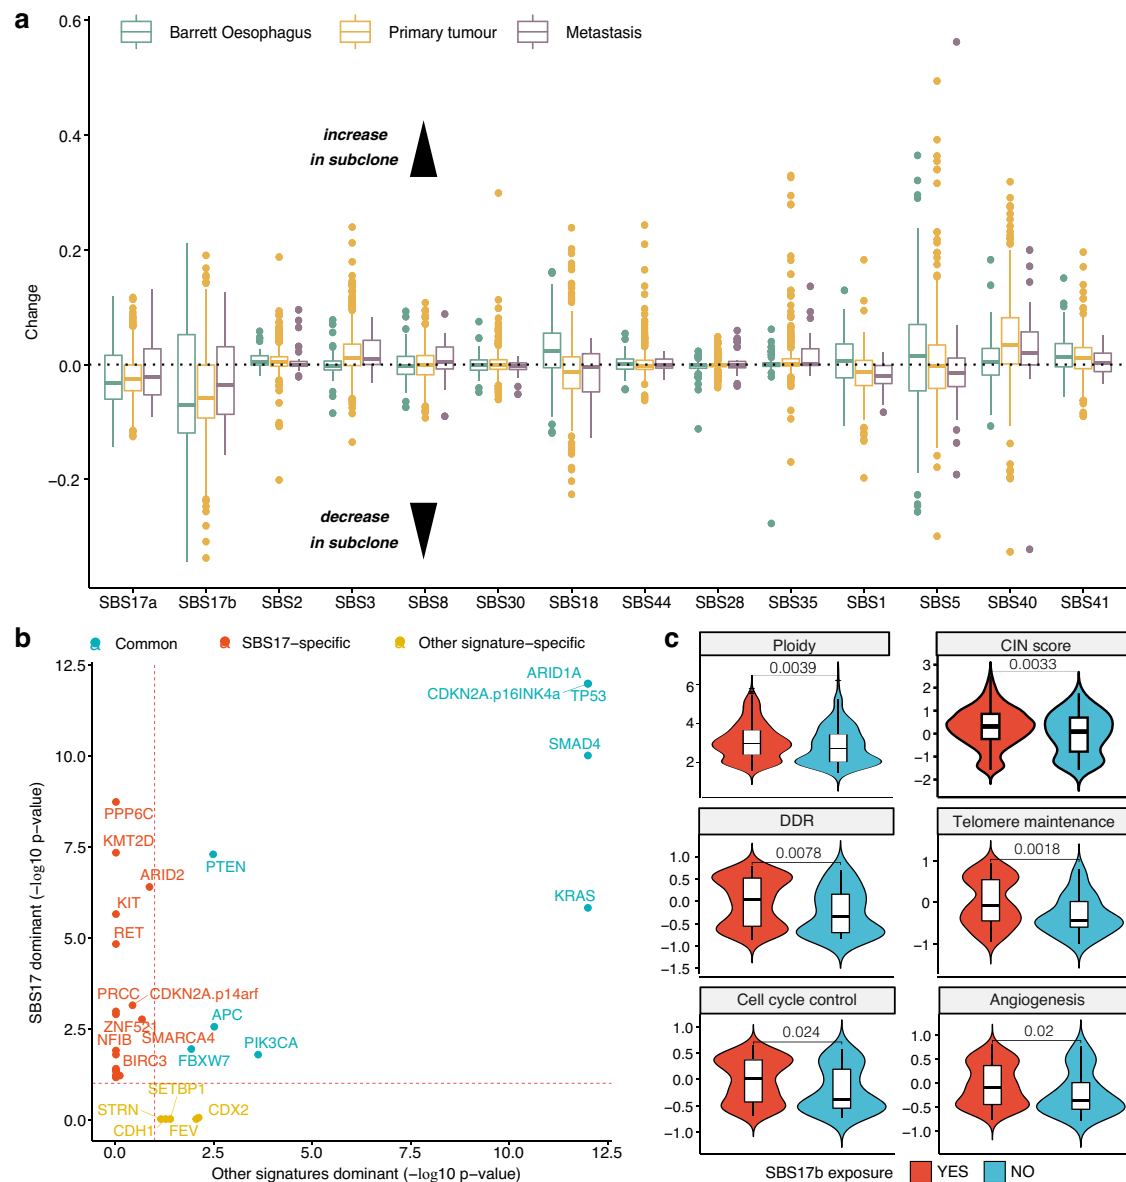 a
Barrett Oesophagus
Primary tumour
Metastasis
0.6
0.4
0.2
0.0
−0.2
Change
increase
in subclone
decrease
in subclone
SBS17a SBS17b SBS2 SBS3 SBS8 SBS30 SBS18 SBS44 SBS28 SBS35 SBS1 SBS5 SBS40 SBS41
b
Common
SBS17−specific
Other signature−specific
12.5
10.0
7.5
5.0
2.5
0.0
SBS17 dominant (−log10 p−value)
ARID1A
CDKN2A.p16INK4a
TP53
SMAD4
PPP6C
KMT2D
PTEN
ARID2
KIT
KRAS
RET
PRCC
CDKN2A.p14arf
ZNF521
APC
NFIB
SMARCA4
PIK3CA
BIRC3
FBXW7
SETBP1
STRN
CDX2
CDH1
FEV
0.0 2.5 5.0 7.5 10.0 12.5
Other signatures dominant (−log10 p−value)
c
Ploidy
0.0039
6
4
2
CIN score
0.0033
3
2
1
0
−1
−2
DDR
0.0078
1.0
0.5
0.0
−0.5
−1.0
−1.5
Telomere maintenance
0.0018
1
0
−1
Cell cycle control
0.024
1.0
0.5
0.0
−0.5
−1.0
Angiogenesis
0.02
1.0
0.5
0.0
−0.5
−1.0
SBS17b exposure
YES
NO